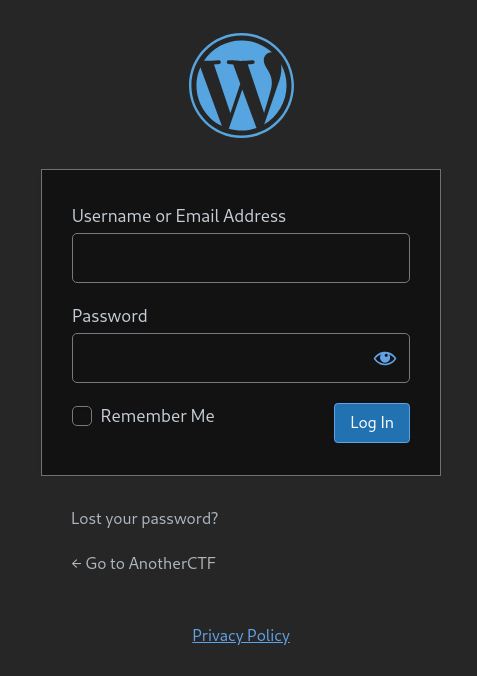 Username or Email Address
Password
Remember Me
Log In
Lost your password?
← Go to AnotherCTF
Privacy Policy